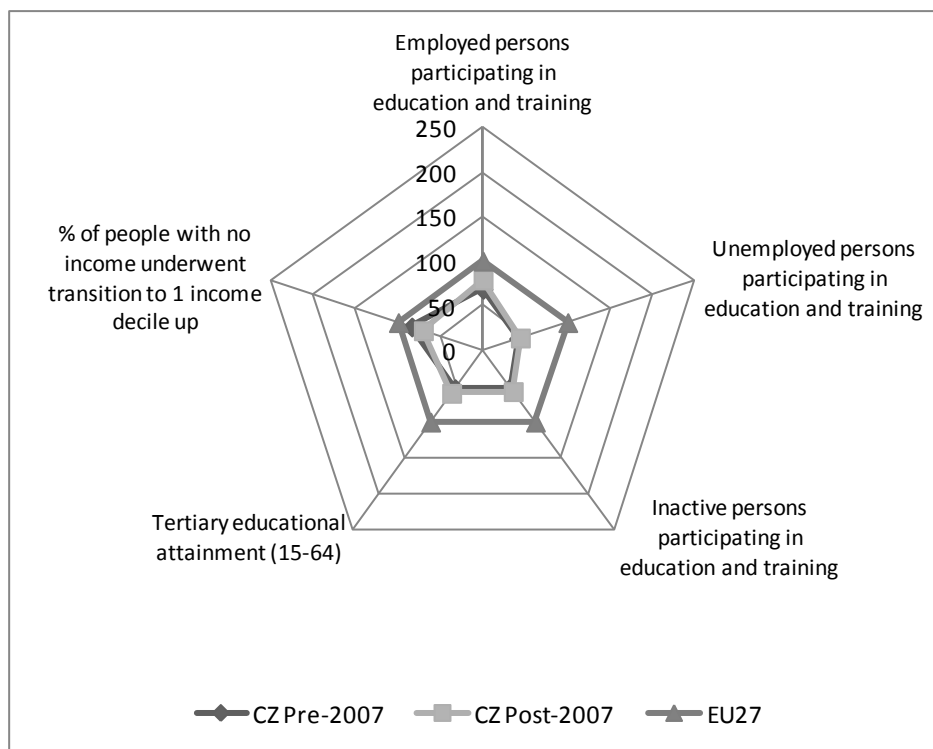 Employed persons
participating in
education and training
250
200
150
100
50
0
% of people with no
income underwent
transition to 1 income
decile up
Unemployed persons
participating in
education and training
Tertiary educational
attainment (15-64)
Inactive persons
participating in
education and training
CZ Pre-2007 CZ Post-2007 EU27